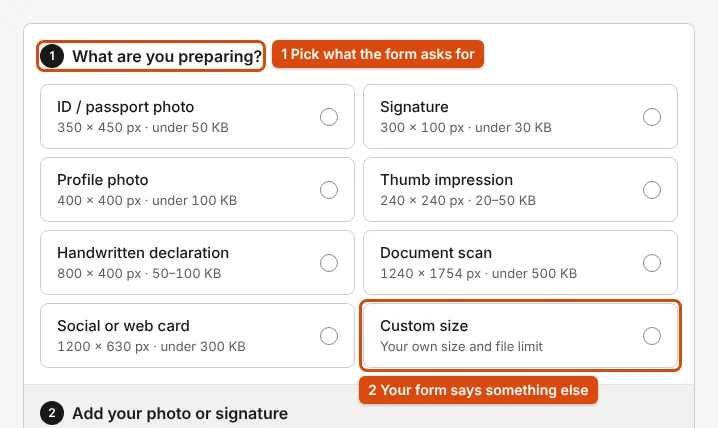 1 What are you preparing?
1 Pick what the form asks for
ID / passport photo
350 × 450 px · under 50 KB
Signature
300 × 100 px · under 30 KB
Profile photo
400 × 400 px · under 100 KB
Thumb impression
240 × 240 px · 20–50 KB
Handwritten declaration
800 × 400 px · 50–100 KB
Document scan
1240 × 1754 px · under 500 KB
Social or web card
1200 × 630 px · under 300 KB
Custom size
Your own size and file limit
2 Your form says something else
2 Add your photo or signature